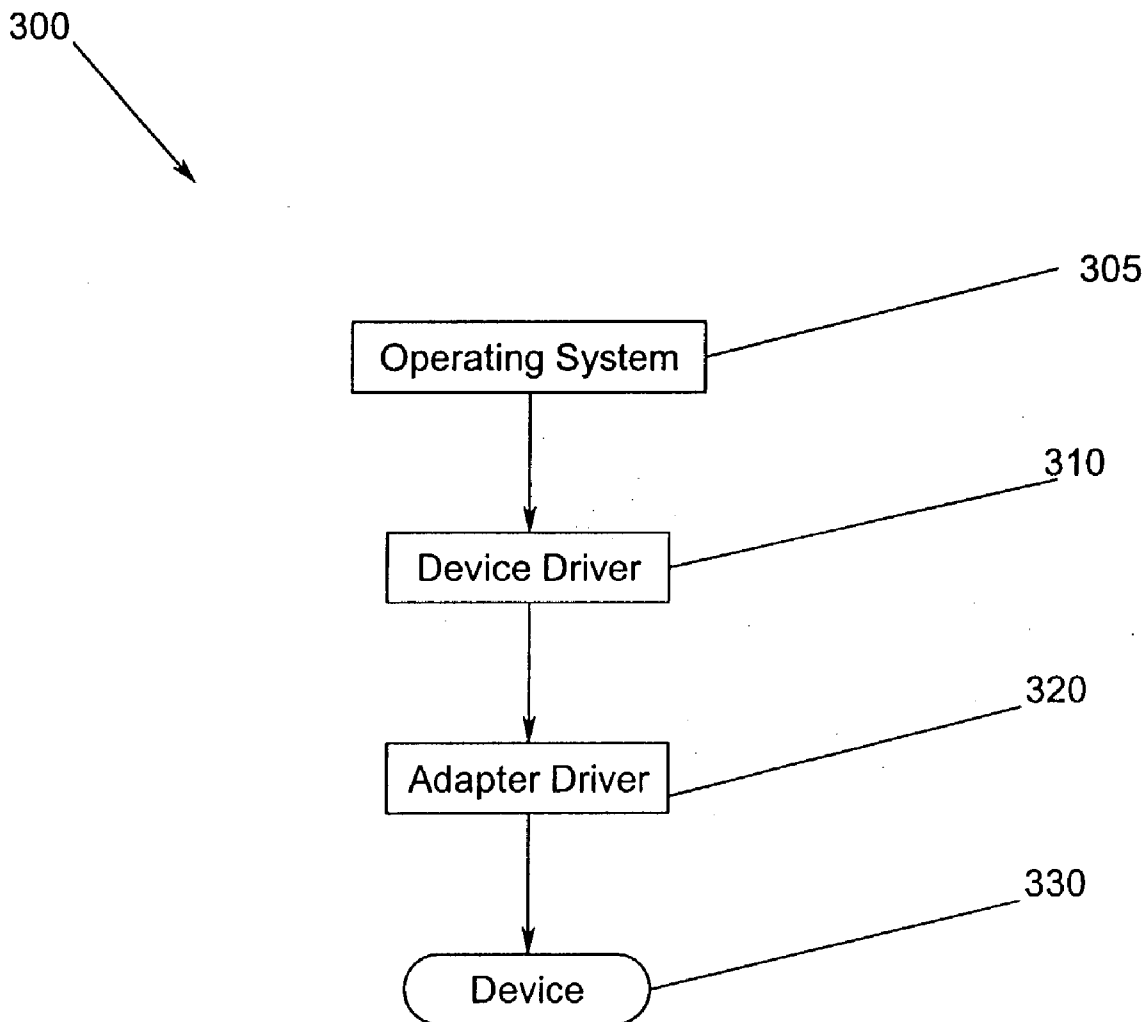 300
305
Operating System
310
Device Driver
320
Adapter Driver
330
Device